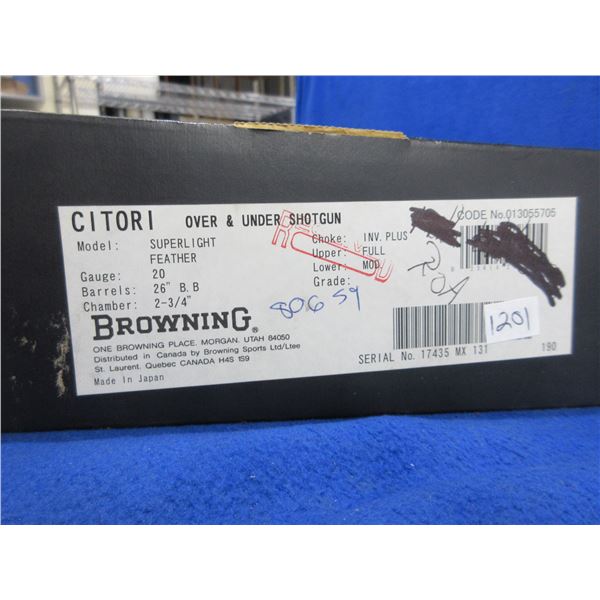 CITORI OVER & UNDER SHOTGUN CODE No.013055705
Model: SUPERLIGHT FEATHER
Gauge: 20
Barrels: 26" B.B
Chamber: 2-3/4"
Choke: INV. PLUS
Upper: FULL
Lower: MOD
Grade:
806 59
BROWNING®
ONE BROWNING PLACE. MORGAN. UTAH 84050
Distributed in Canada by Browning Sports Ltd/Ltee
St. Laurent. Quebec CANADA H4S 1S9
Made in Japan
1201
SERIAL No. 17435 MX 131 190